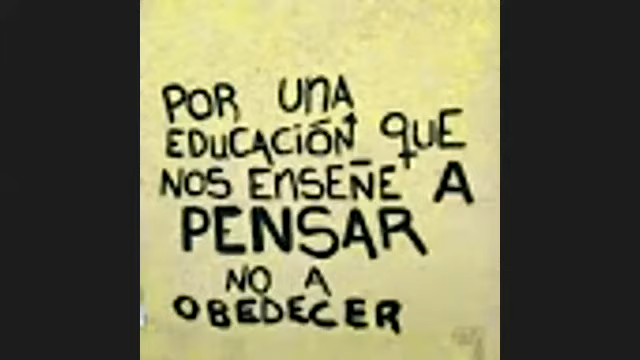 POR UNA
EDUCACIÓN QUE
NOS ENSEÑE A
PENSAR
NO A
OBEDECER